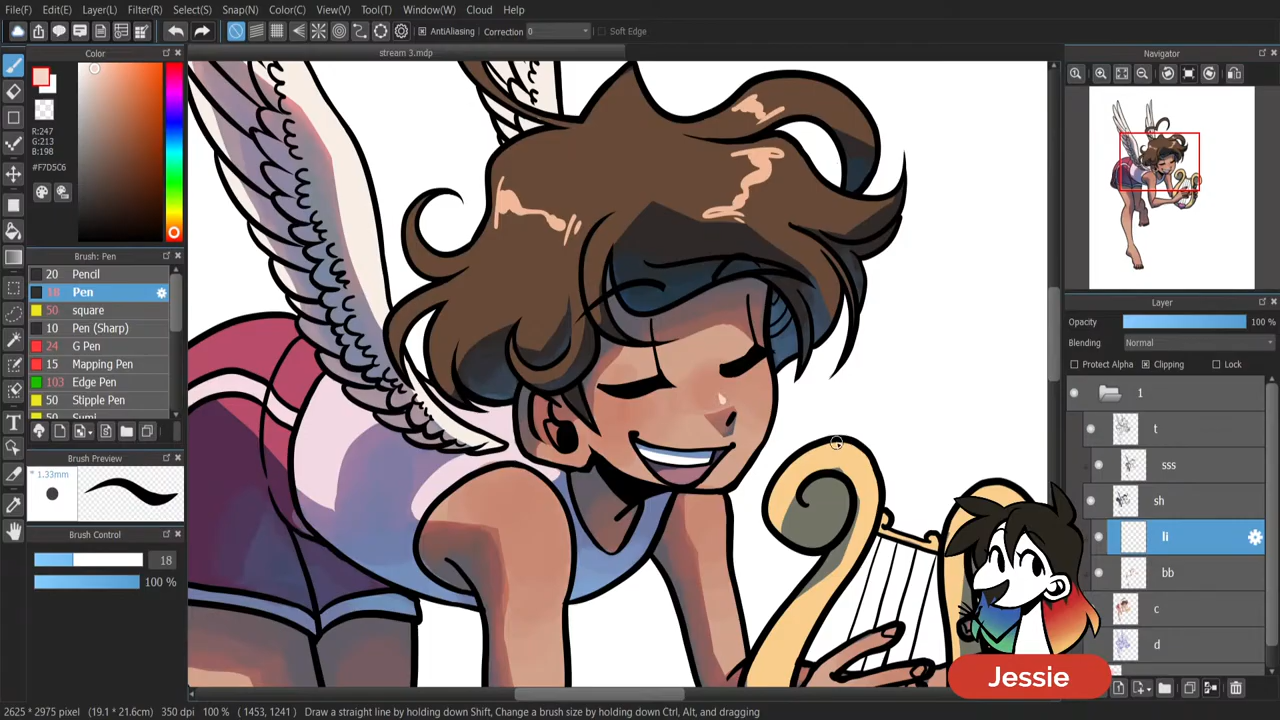 File(F) Edit(E) Layer(L) Filter(R) Select(S) Snap(N) Color(C) View(V) Tool(T) Window(W) Cloud Help
AntiAliasing Correction 0 Soft Edge
Color
stream 3.mdp
Navigator
R:247
G:213
B:198
#F7D5C6
Brush: Pen
20 Pencil
18 Pen
50 square
10 Pen (Sharp)
24 G Pen
15 Mapping Pen
103 Edge Pen
50 Stipple Pen
50 Sumi
Brush Preview
* 1.33mm
Brush Control
18
100 %
Layer
Opacity 100 %
Blending Normal
Protect Alpha Clipping Lock
1
t
sss
sh
li
bb
c
d
Jessie
2625 * 2975 pixel (19.1 * 21.6cm) 350 dpi 100 % ( 1453, 1241 ) Draw a straight line by holding down Shift, Change a brush size by holding down Ctrl, Alt, and dragging